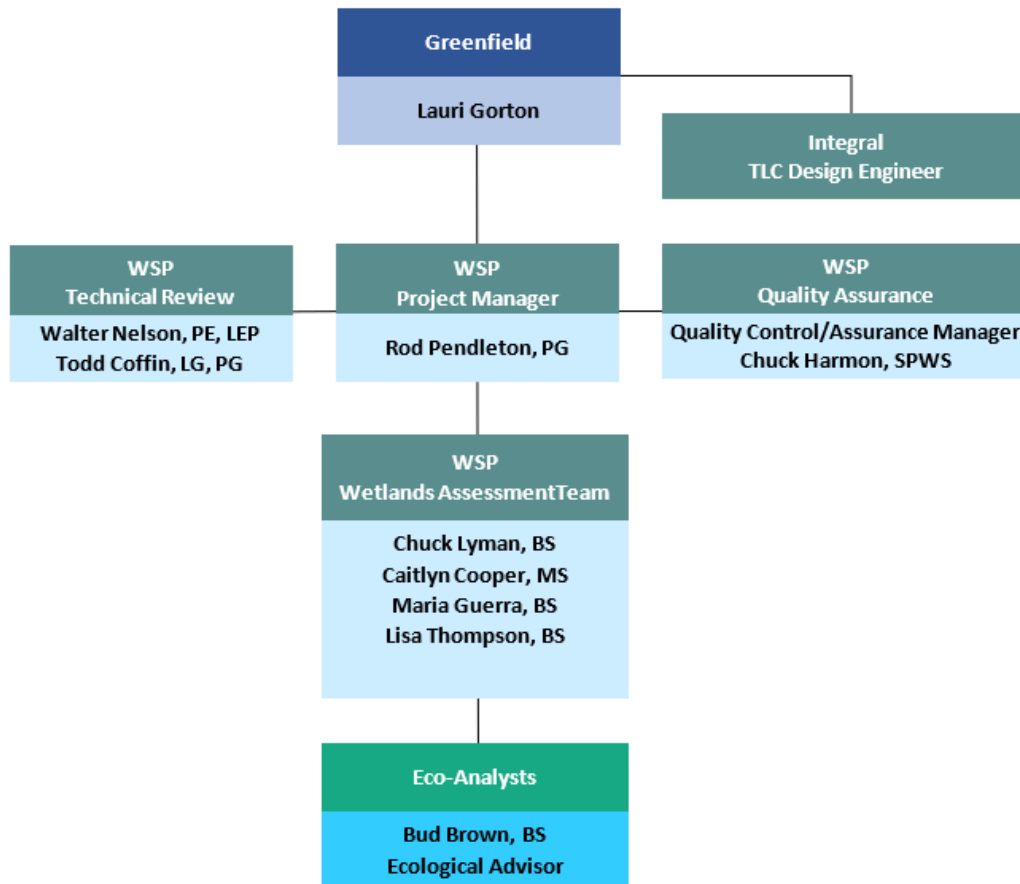 Greenfield
Lauri Gorton
Integral
TLC Design Engineer
WSP
Technical Review
Walter Nelson, PE, LEP
Todd Coffin, LG, PG
WSP
Project Manager
Rod Pendleton, PG
WSP
Quality Assurance
Quality Control/Assurance Manager
Chuck Harmon, SPWS
WSP
Wetlands AssessmentTeam
Chuck Lyman, BS
Caitlyn Cooper, MS
Maria Guerra, BS
Lisa Thompson, BS
Eco-Analysts
Bud Brown, BS
Ecological Advisor